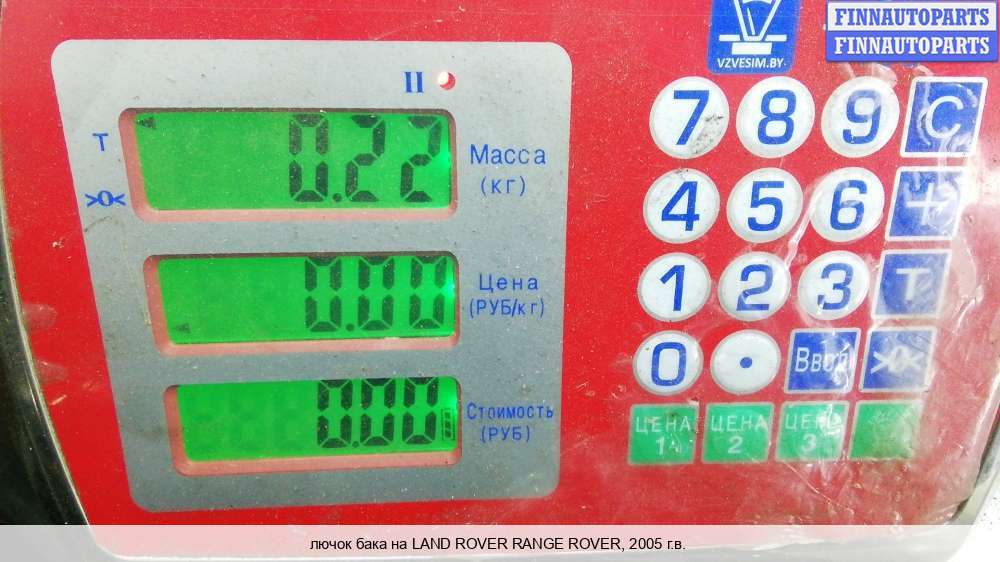 FINNAUTOPARTS
FINNAUTOPARTS
VZVESIM.BY
II
T
>0<
0.22
Масса
(кг)
0.00
Цена
(РУБ/кг)
0.00
Стоимость
(РУБ)
7 8 9 C
4 5 6 +
1 2 3 T
0 . Ввод >0<
ЦЕНА 1 ЦЕНА 2 ЦЕНА 3
лючок бака на LAND ROVER RANGE ROVER, 2005 г.в.